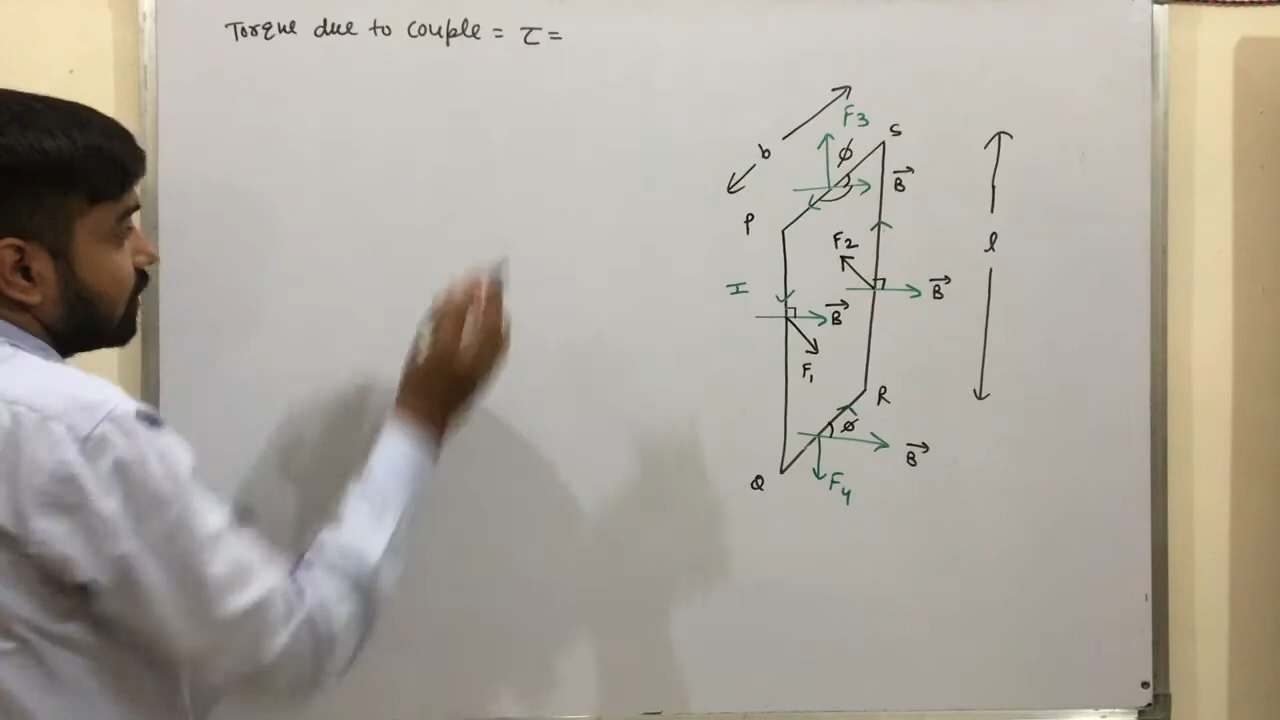 Torque due to couple = τ =
F3
S
b
ϕ
B⃗
P
F2
l
I
B⃗
B⃗
F1
R
ϕ
B⃗
Q
F4